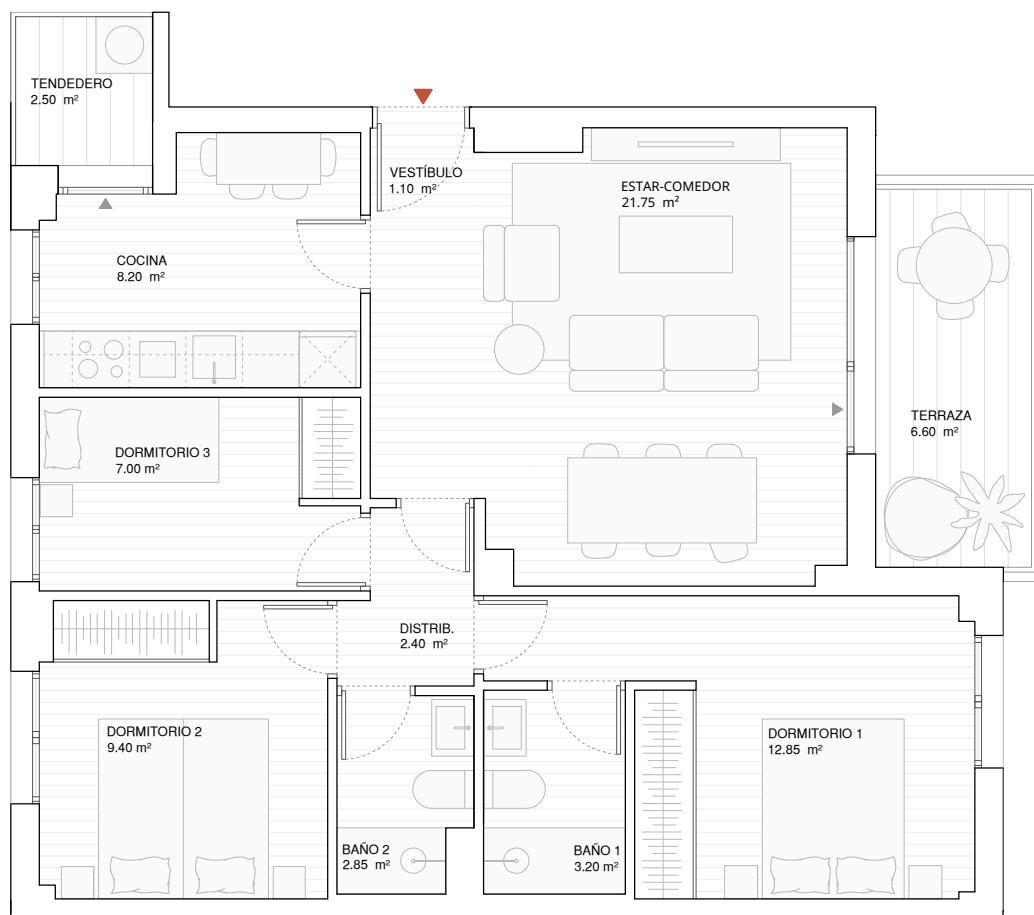 TENDEDERO
2.50 m²
VESTÍBULO
1.10 m²
ESTAR-COMEDOR
21.75 m²
COCINA
8.20 m²
TERRAZA
6.60 m²
DORMITORIO 3
7.00 m²
DISTRIB.
2.40 m²
DORMITORIO 2
9.40 m²
DORMITORIO 1
12.85 m²
BAÑO 2
2.85 m²
BAÑO 1
3.20 m²